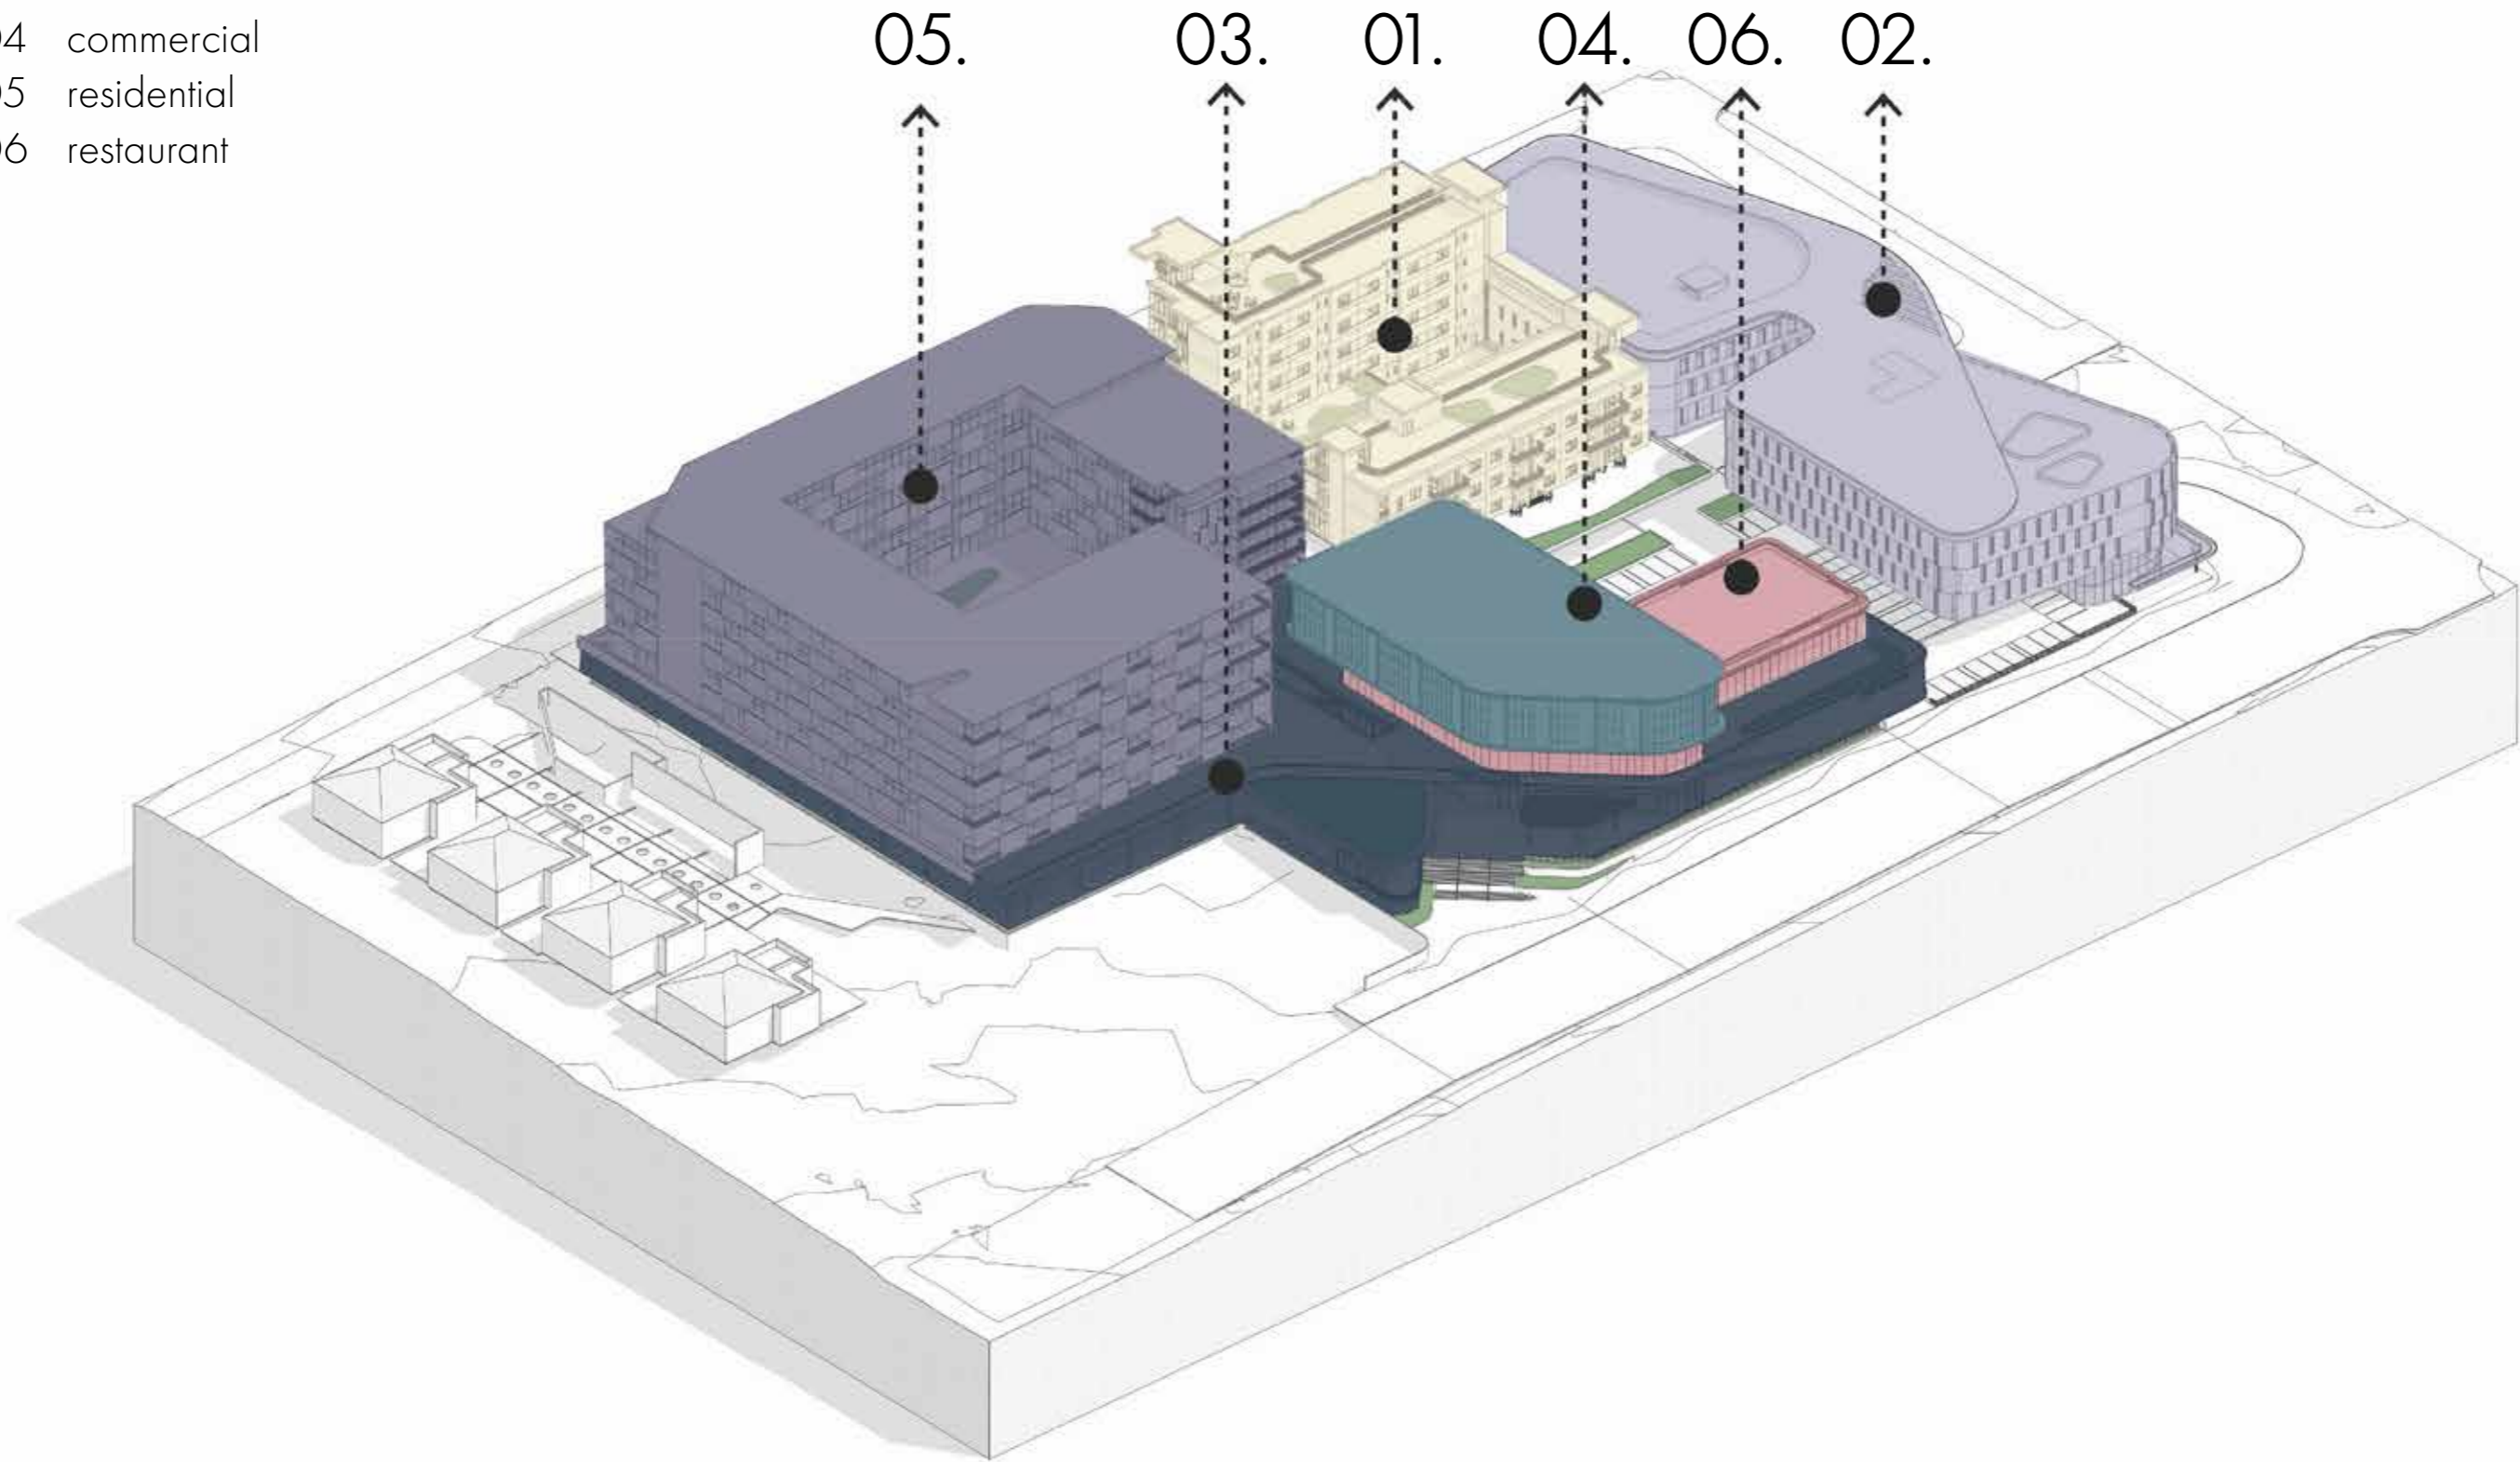 04 commercial
05 residential
06 restaurant
05. 03. 01. 04. 06. 02.